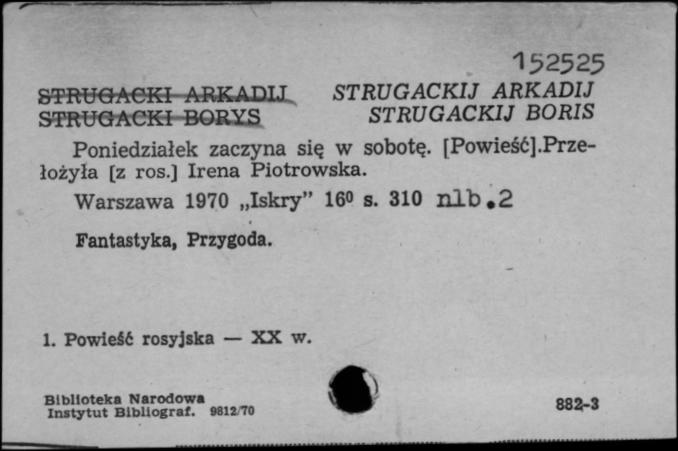 152525
STRUGACKI ARKADIJ STRUGACKIJ ARKADIJ
STRUGACKI BORYS STRUGACKIJ BORIS
Poniedziałek zaczyna się w sobotę. [Powieść].Prze-
łożyła [z ros.] Irena Piotrowska.
Warszawa 1970 „Iskry” 16⁰ s. 310 nlb.2
Fantastyka, Przygoda.
1. Powieść rosyjska — XX w.
Biblioteka Narodowa
Instytut Bibliograf. 9812/70
882-3